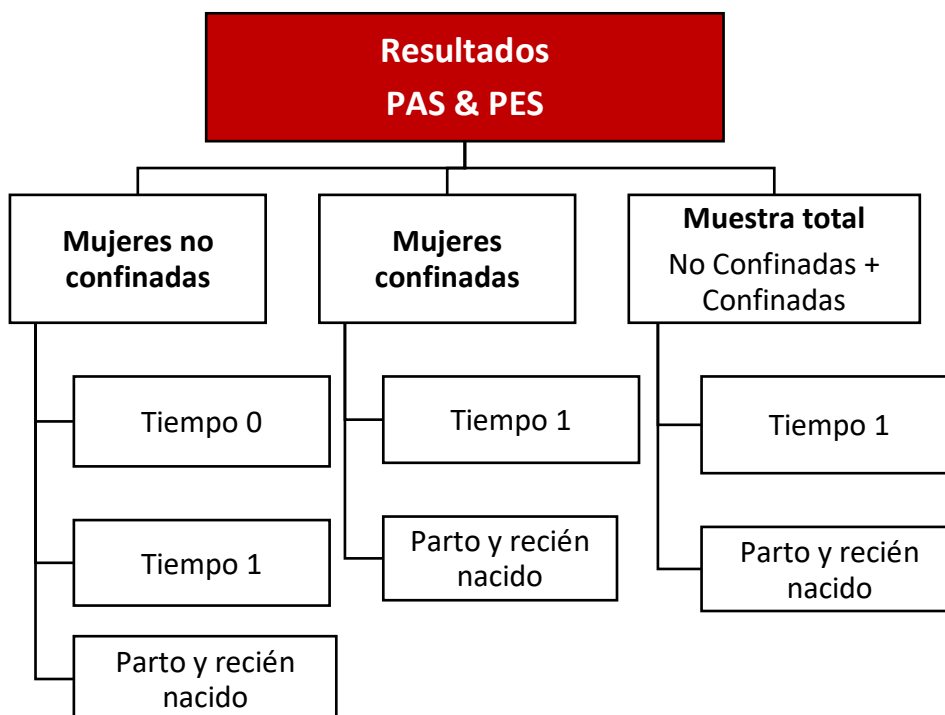 Resultados
PAS & PES
Mujeres no
confinadas
Tiempo 0
Tiempo 1
Parto y recién
nacido
Mujeres
confinadas
Tiempo 1
Parto y recién
nacido
Muestra total
No Confinadas +
Confinadas
Tiempo 1
Parto y recién
nacido